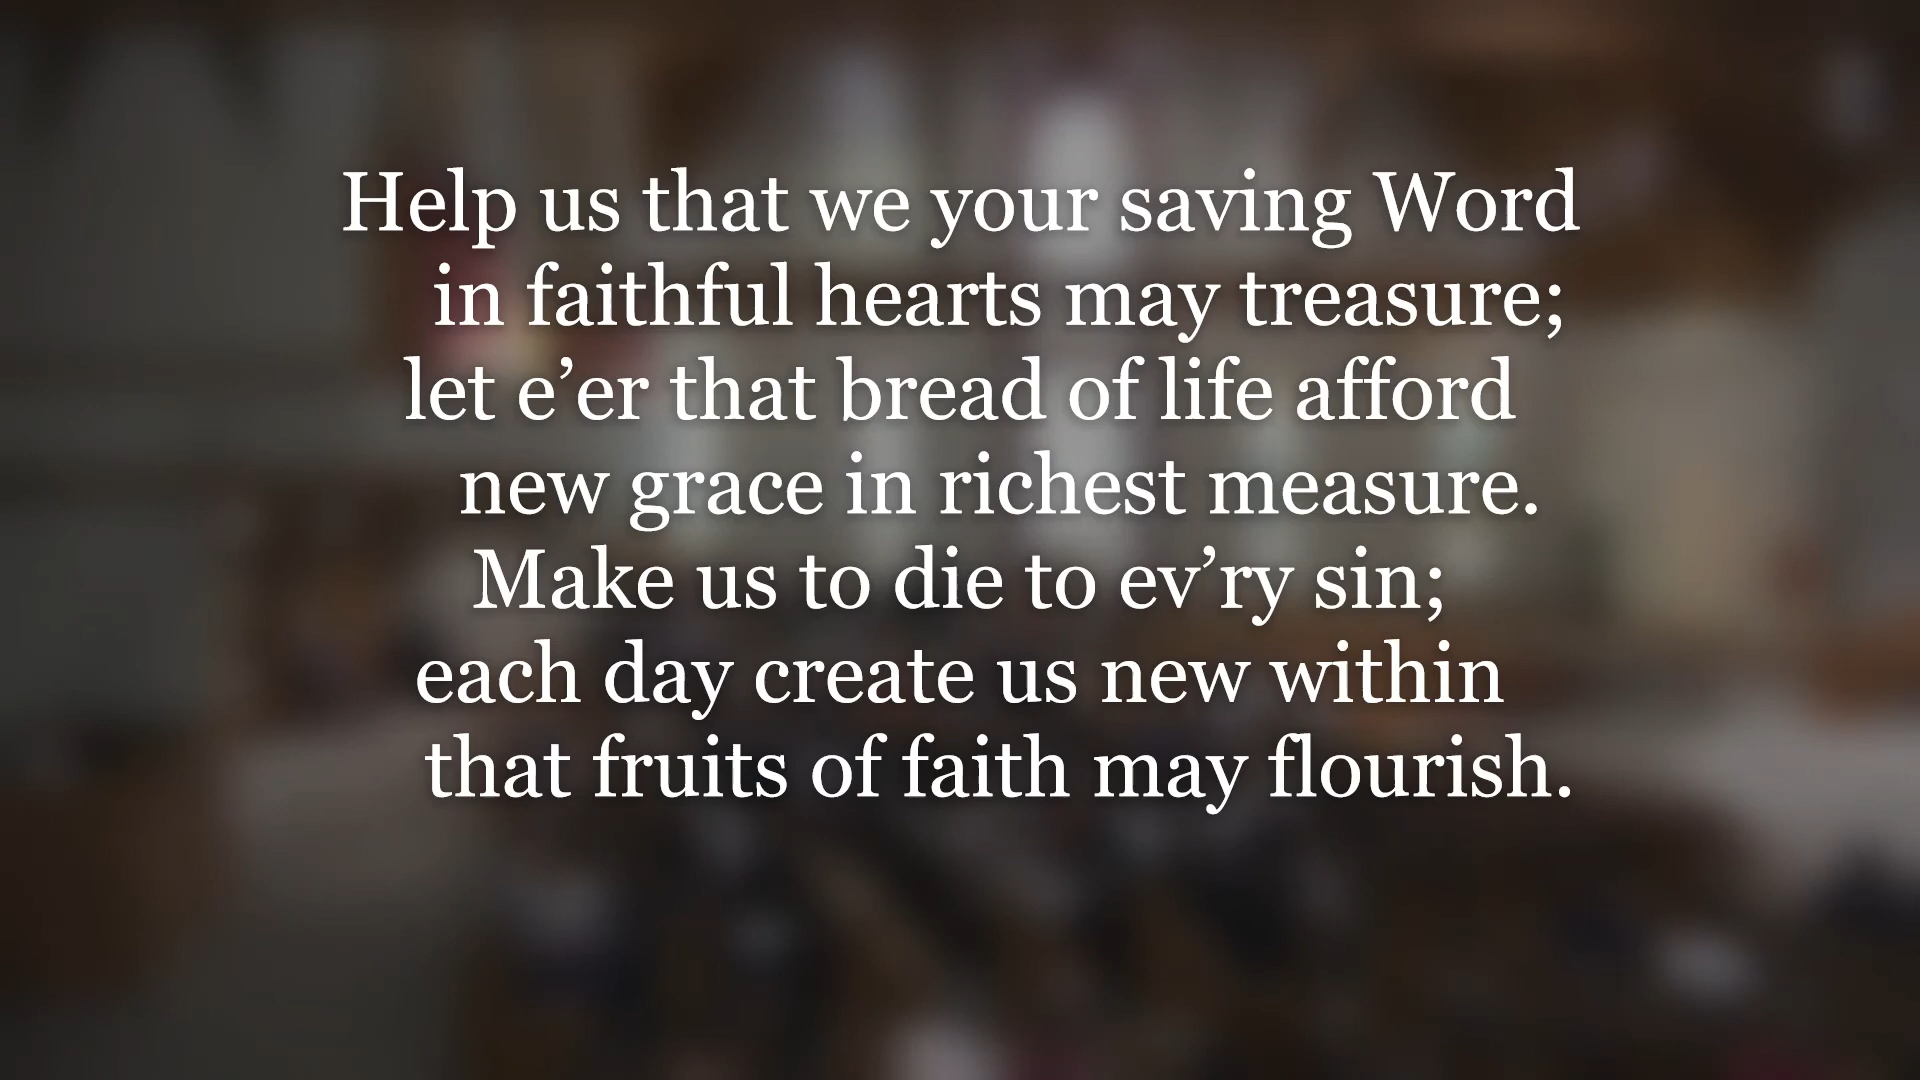 Help us that we your saving Word
in faithful hearts may treasure;
let e’er that bread of life afford
new grace in richest measure.
Make us to die to ev’ry sin;
each day create us new within
that fruits of faith may flourish.